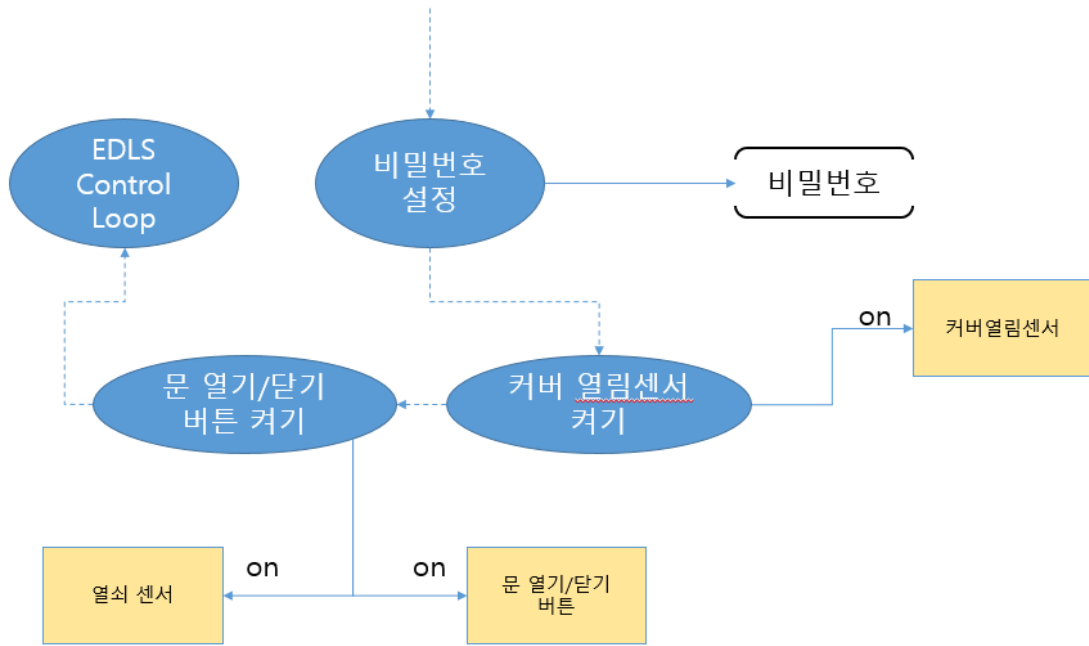 EDLS
Control
Loop
비밀번호
설정
비밀번호
on
커버열림센서
문 열기/닫기
버튼 켜기
커버 열림센서
켜기
on
on
열쇠 센서
문 열기/닫기
버튼